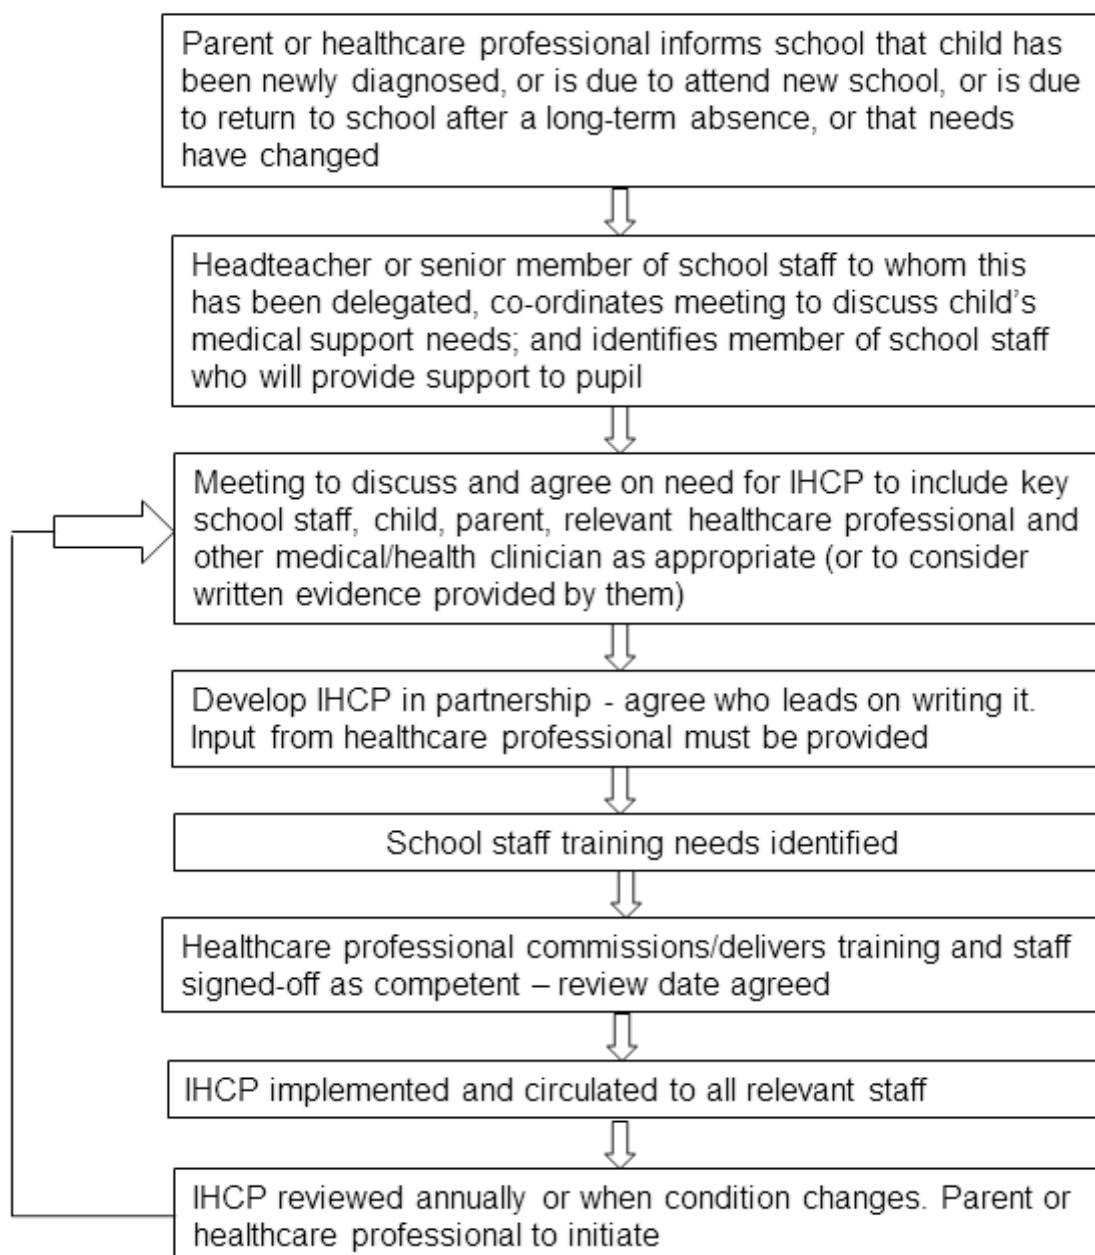 Parent or healthcare professional informs school that child has
been newly diagnosed, or is due to attend new school, or is due
to return to school after a long-term absence, or that needs
have changed
Headteacher or senior member of school staff to whom this
has been delegated, co-ordinates meeting to discuss child's
medical support needs; and identifies member of school staff
who will provide support to pupil
Meeting to discuss and agree on need for IHCP to include key
school staff, child, parent, relevant healthcare professional and
other medical/health clinician as appropriate (or to consider
written evidence provided by them)
Develop IHCP in partnership - agree who leads on writing it.
Input from healthcare professional must be provided
School staff training needs identified
Healthcare professional commissions/delivers training and staff
signed-off as competent – review date agreed
IHCP implemented and circulated to all relevant staff
IHCP reviewed annually or when condition changes. Parent or
healthcare professional to initiate